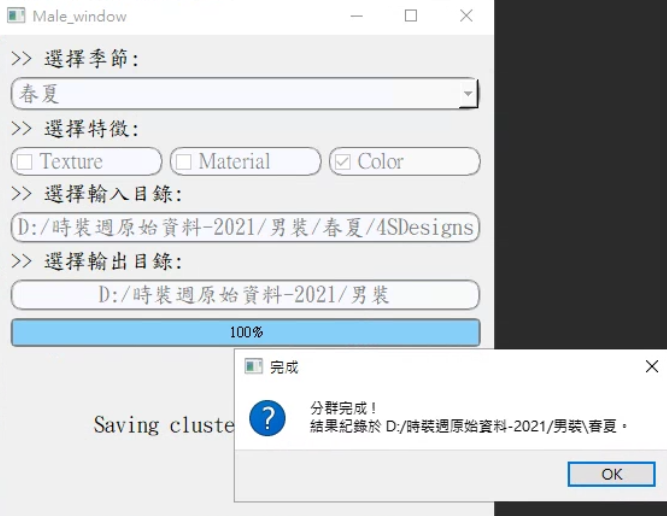 Male_window
>> 選擇季節:
春夏
>> 選擇特徵:
Texture Material Color
>> 選擇輸入目錄:
D:/時裝週原始資料-2021/男裝/春夏/4SDesigns
>> 選擇輸出目錄:
D:/時裝週原始資料-2021/男裝
100%
完成
分群完成！
結果紀錄於 D:/時裝週原始資料-2021/男裝\春夏。
Saving cluste
OK